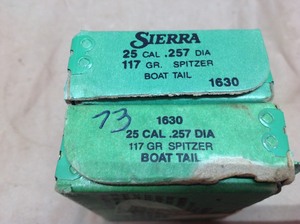 SIERRA
25 CAL .257 DIA
117 GR. SPITZER
BOAT TAIL
1630
73
1630
25 CAL .257 DIA
117 GR SPITZER
BOAT TAIL